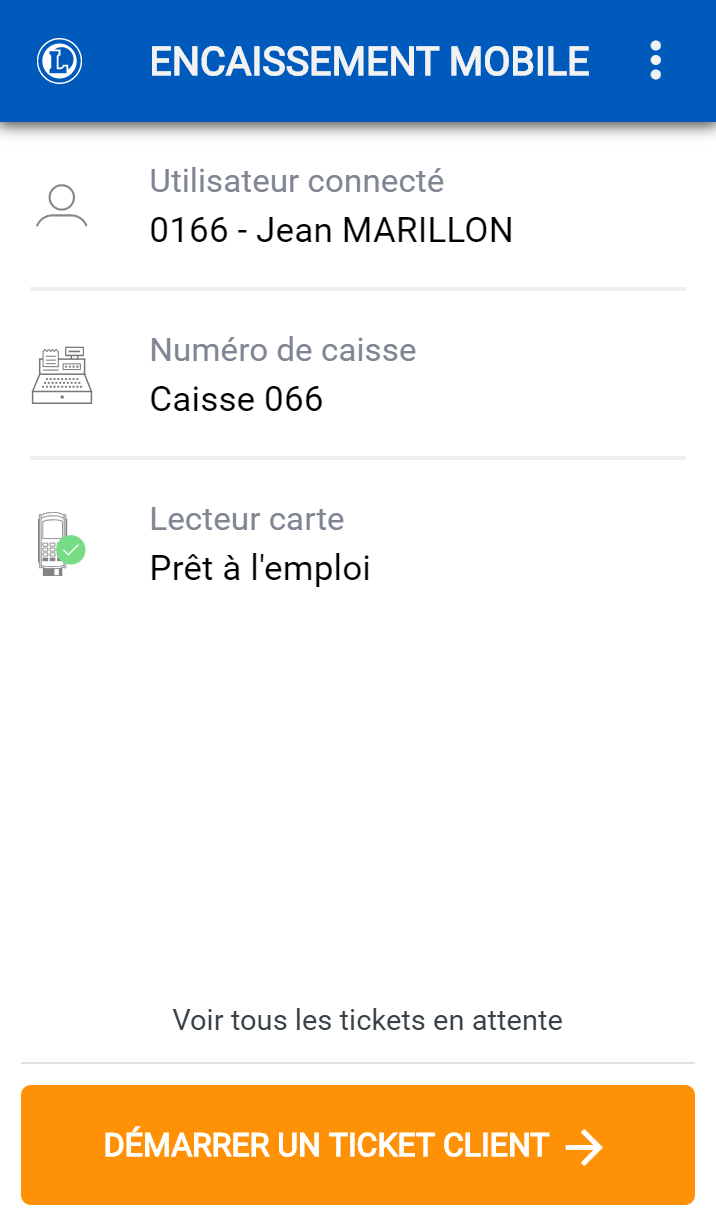 L
ENCAISSEMENT MOBILE
Utilisateur connecté
0166 - Jean MARILLON
Numéro de caisse
Caisse 066
Lecteur carte
Prêt à l'emploi
Voir tous les tickets en attente
DÉMARRER UN TICKET CLIENT